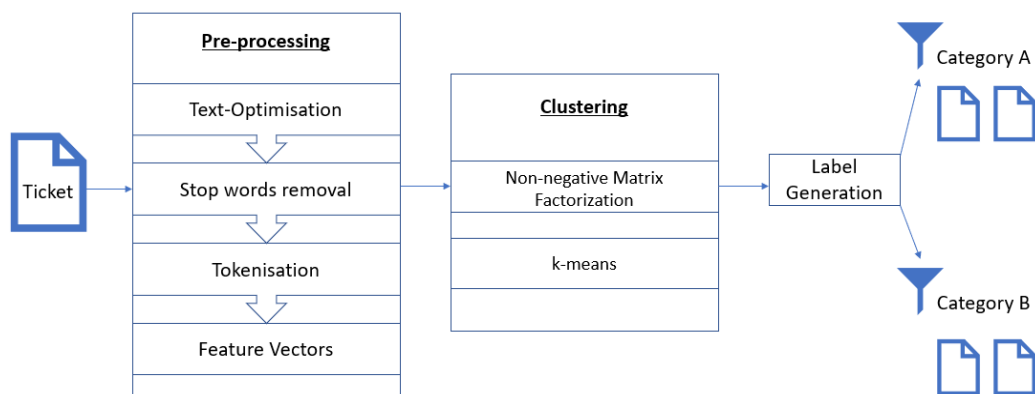 Ticket
Pre-processing
Text-Optimisation
Stop words removal
Tokenisation
Feature Vectors
Clustering
Non-negative Matrix
Factorization
k-means
Label
Generation
Category A
Category B